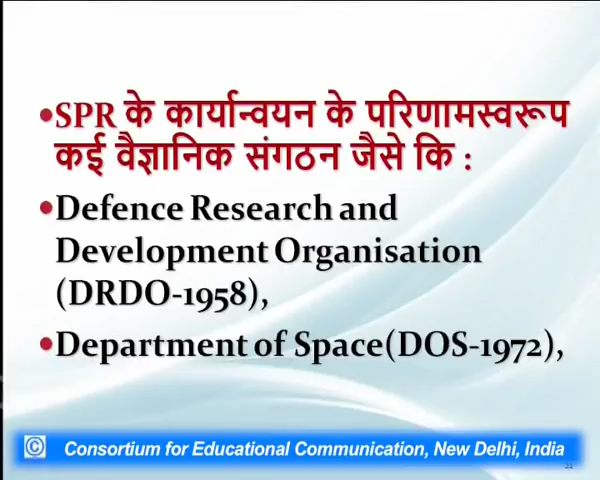 •SPR के कार्यान्वयन के परिणामस्वरूप
कई वैज्ञानिक संगठन जैसे कि :
•Defence Research and
Development Organisation
(DRDO-1958),
•Department of Space(DOS-1972),
© Consortium for Educational Communication, New Delhi, India
21